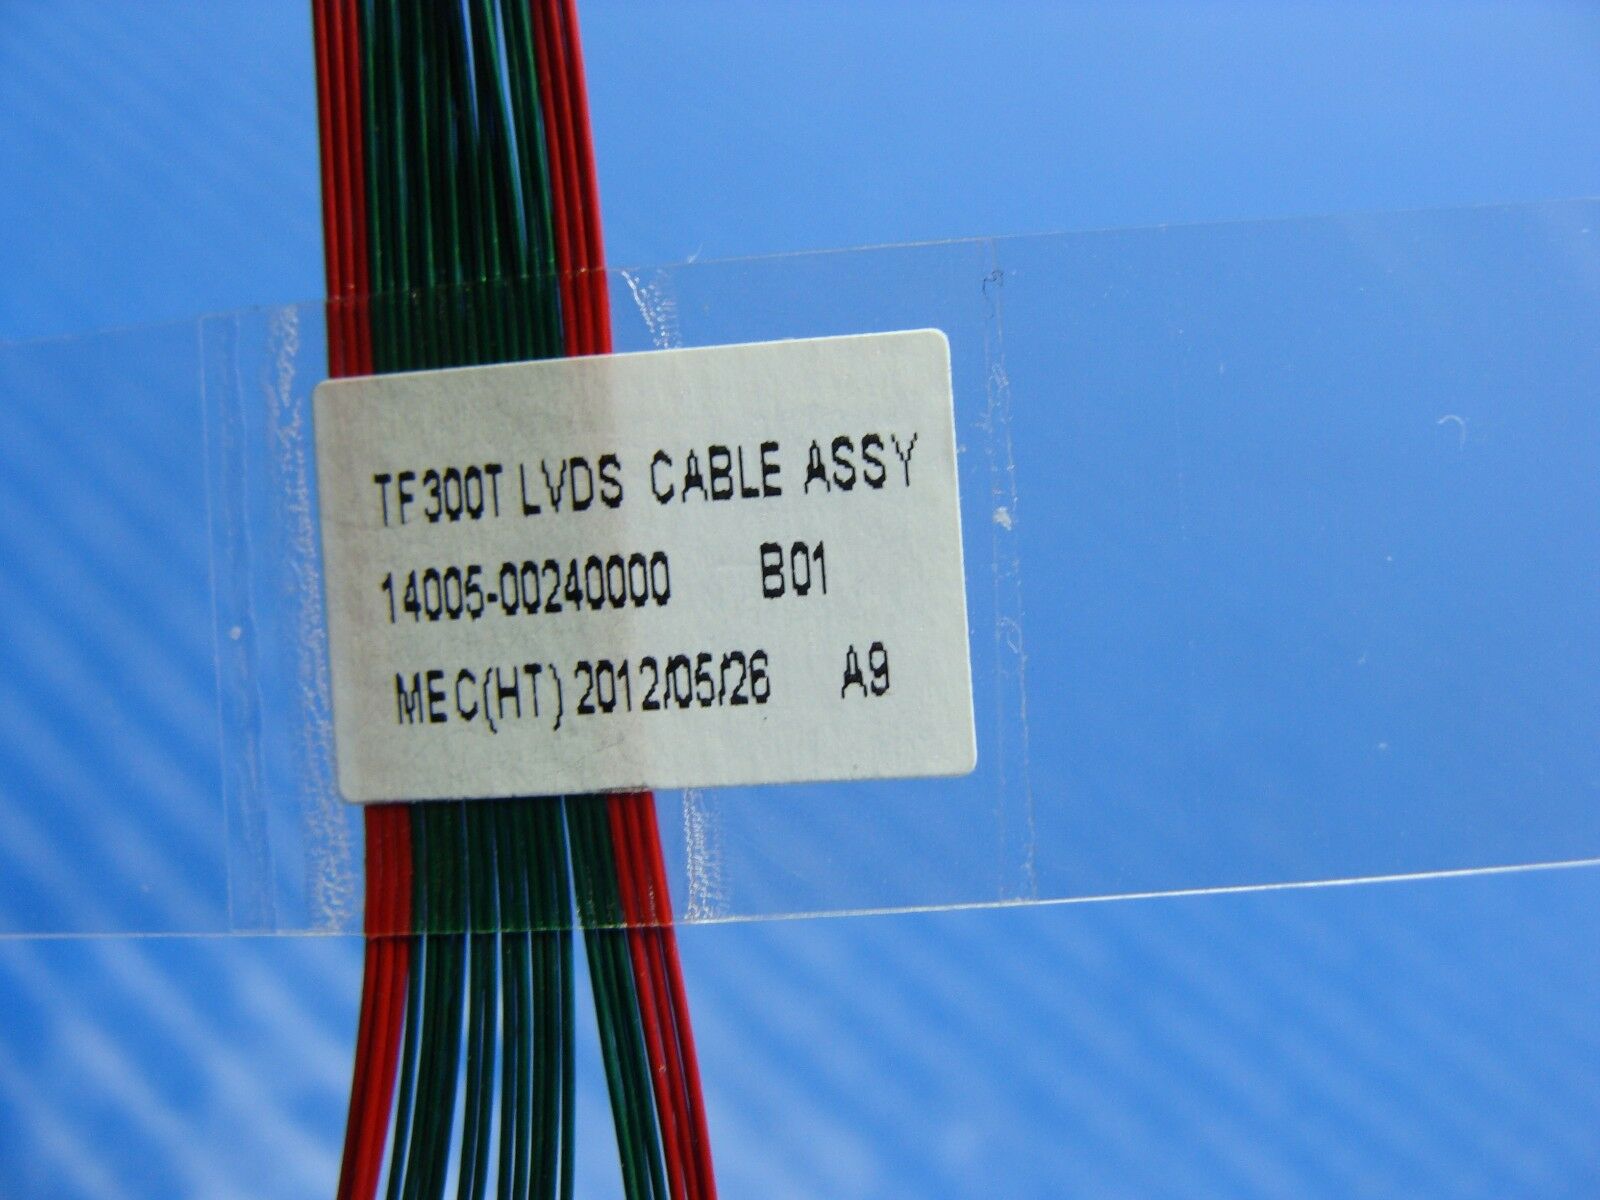 TF300T LVDS CABLE ASSY
14005-00240000 B01
MEC(HT) 2012/05/26 A9